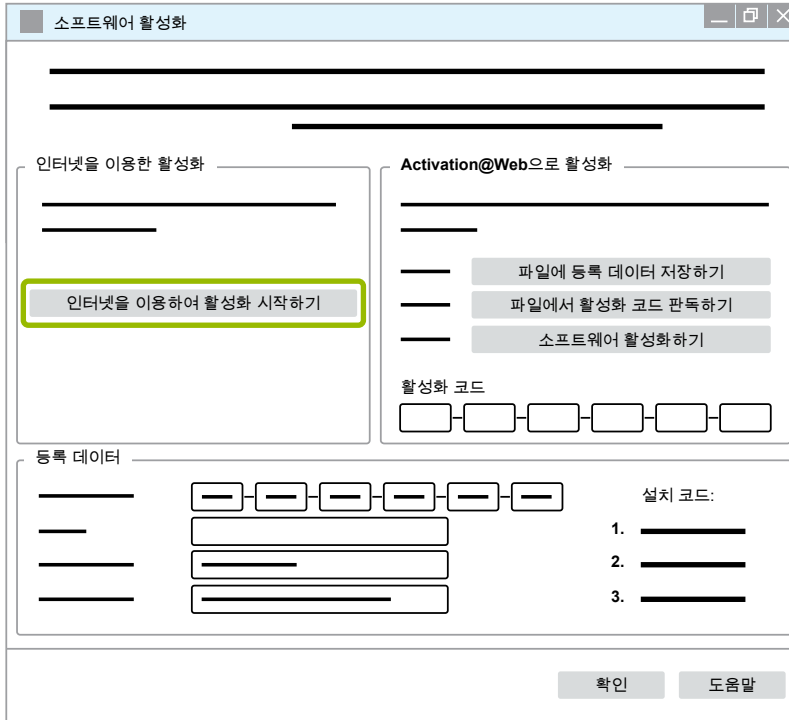 소프트웨어 활성화
인터넷을 이용한 활성화
인터넷을 이용하여 활성화 시작하기
Activation@Web으로 활성화
파일에 등록 데이터 저장하기
파일에서 활성화 코드 판독하기
소프트웨어 활성화하기
활성화 코드
등록 데이터
설치 코드:
1.
2.
3.
확인
도움말